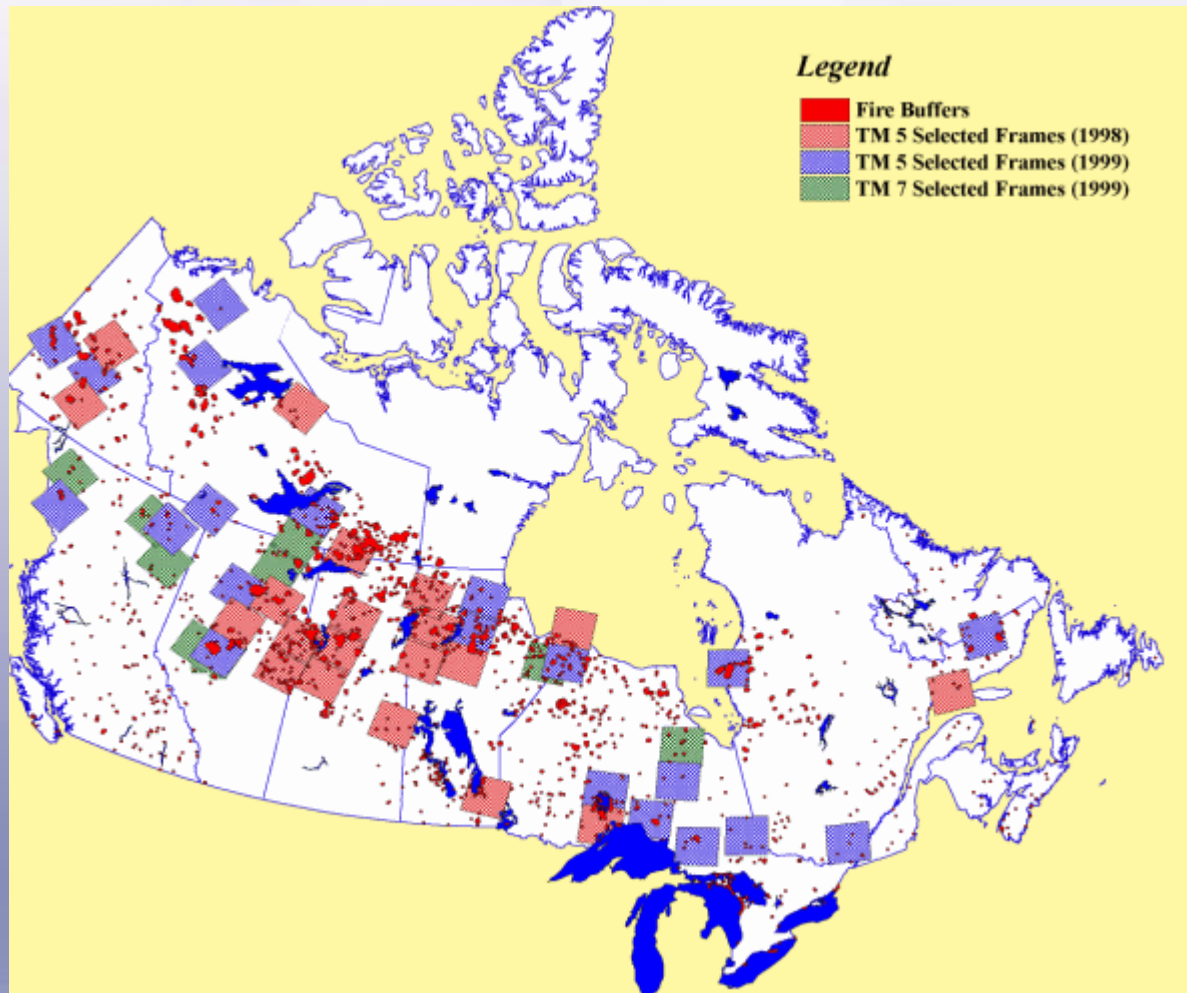 Legend
Fire Buffers
TM 5 Selected Frames (1998)
TM 5 Selected Frames (1999)
TM 7 Selected Frames (1999)